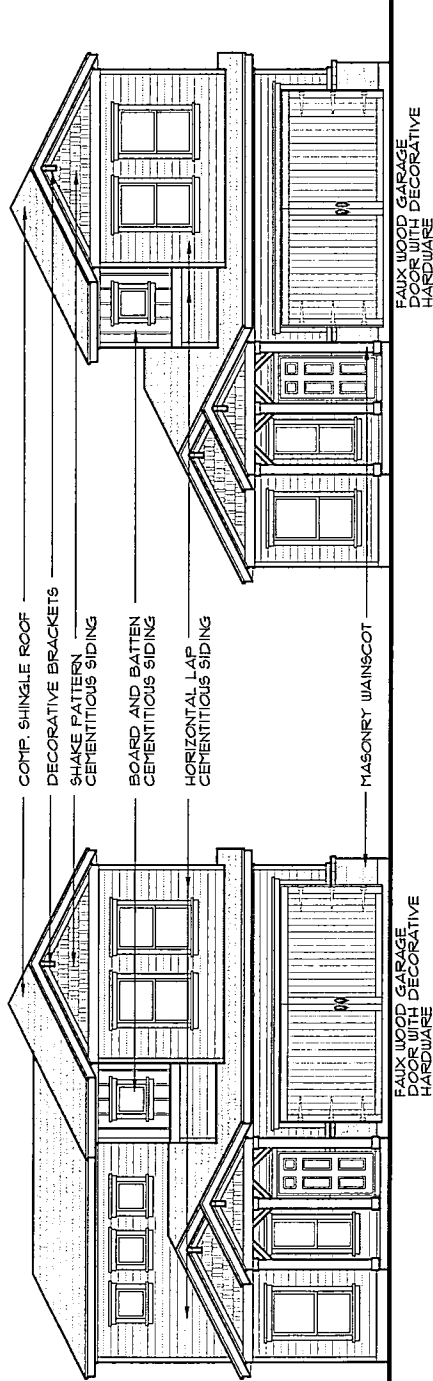 COMP. SHINGLE ROOF
DECORATIVE BRACKETS
SHAKE PATTERN
CEMENTITIOUS SIDING
BOARD AND BATTEN
CEMENTITIOUS SIDING
HORIZONTAL LAP
CEMENTITIOUS SIDING
MASONRY WAINSCOT
FAUX WOOD GARAGE
DOOR WITH DECORATIVE
HARDWARE
FAUX WOOD GARAGE
DOOR WITH DECORATIVE
HARDWARE